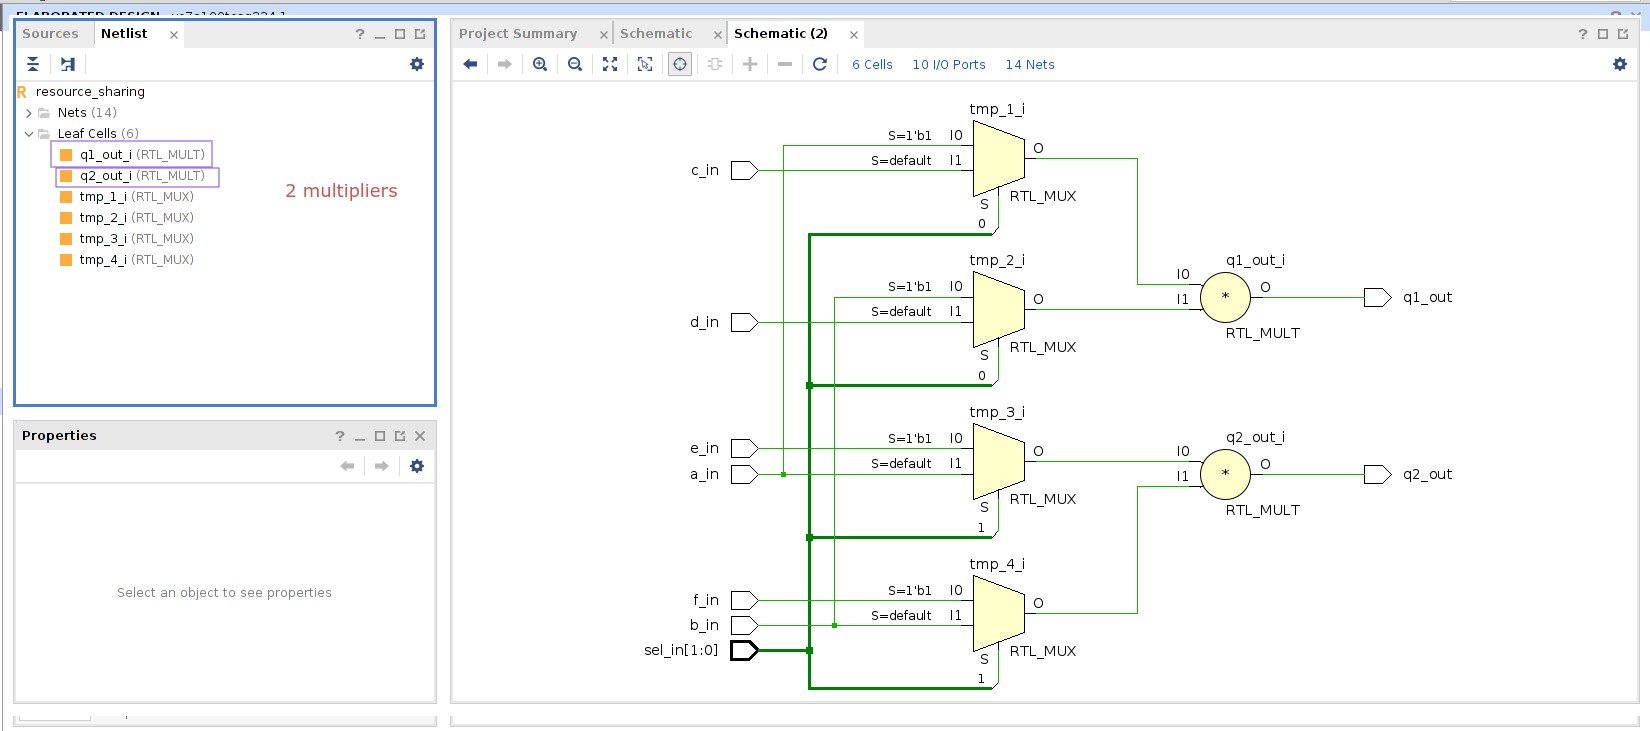 ELABORATED DESIGN
Sources
Netlist
resource_sharing
Nets (14)
Leaf Cells (6)
q1_out_i (RTL_MULT)
q2_out_i (RTL_MULT)
tmp_1_i (RTL_MUX)
tmp_2_i (RTL_MUX)
tmp_3_i (RTL_MUX)
tmp_4_i (RTL_MUX)
2 multipliers
Properties
Select an object to see properties
Project Summary
Schematic
Schematic (2)
6 Cells
10 I/O Ports
14 Nets
tmp_1_i
S=1'b1 I0
S=default I1
O
c_in
S
RTL_MUX
0
tmp_2_i
S=1'b1 I0
S=default I1
O
d_in
S
RTL_MUX
0
q1_out_i
I0
I1
*
O
q1_out
RTL_MULT
tmp_3_i
S=1'b1 I0
S=default I1
O
e_in
a_in
S
RTL_MUX
1
q2_out_i
I0
I1
*
O
q2_out
RTL_MULT
tmp_4_i
S=1'b1 I0
S=default I1
O
f_in
b_in
sel_in[1:0]
S
RTL_MUX
1